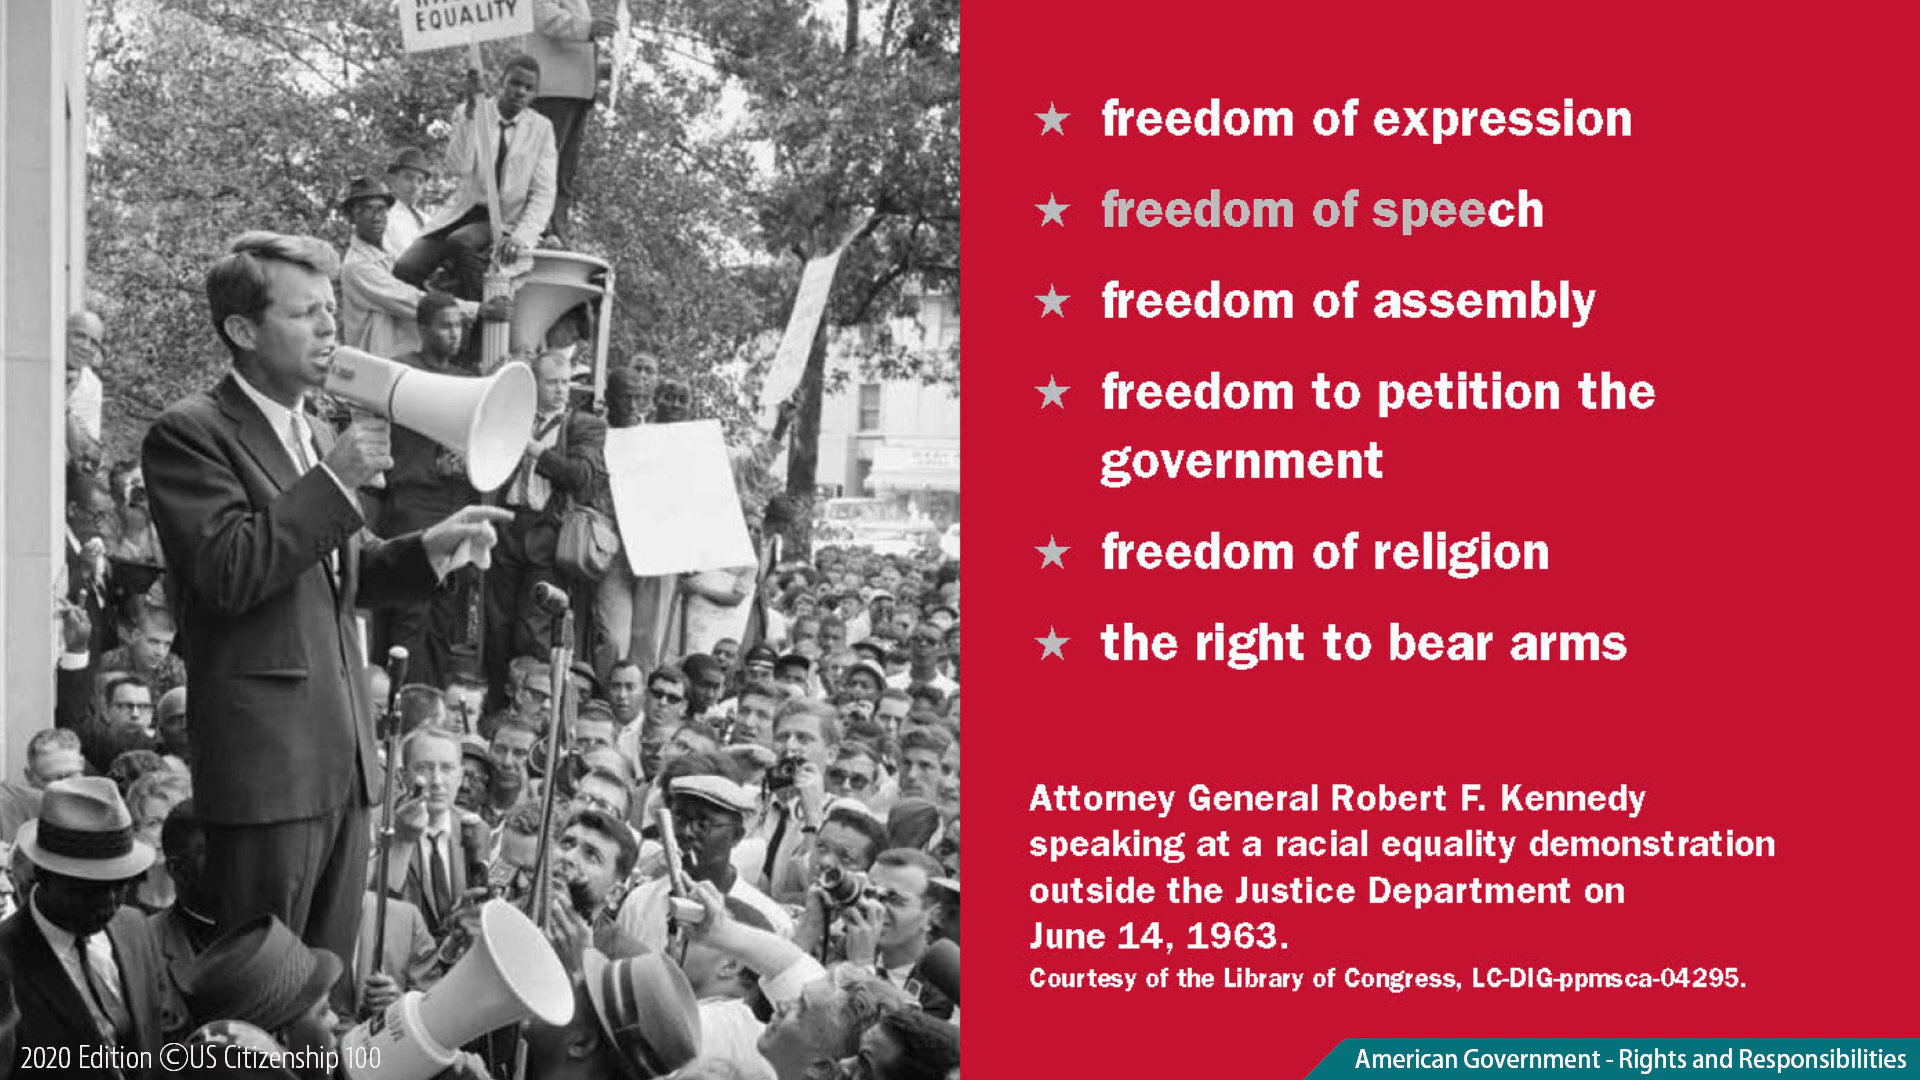 EQUALITY
★ freedom of expression
★ freedom of speech
★ freedom of assembly
★ freedom to petition the
government
★ freedom of religion
★ the right to bear arms
Attorney General Robert F. Kennedy
speaking at a racial equality demonstration
outside the Justice Department on
June 14, 1963.
Courtesy of the Library of Congress, LC-DIG-ppmsca-04295.
2020 Edition ©US Citizenship 100
American Government - Rights and Responsibilities